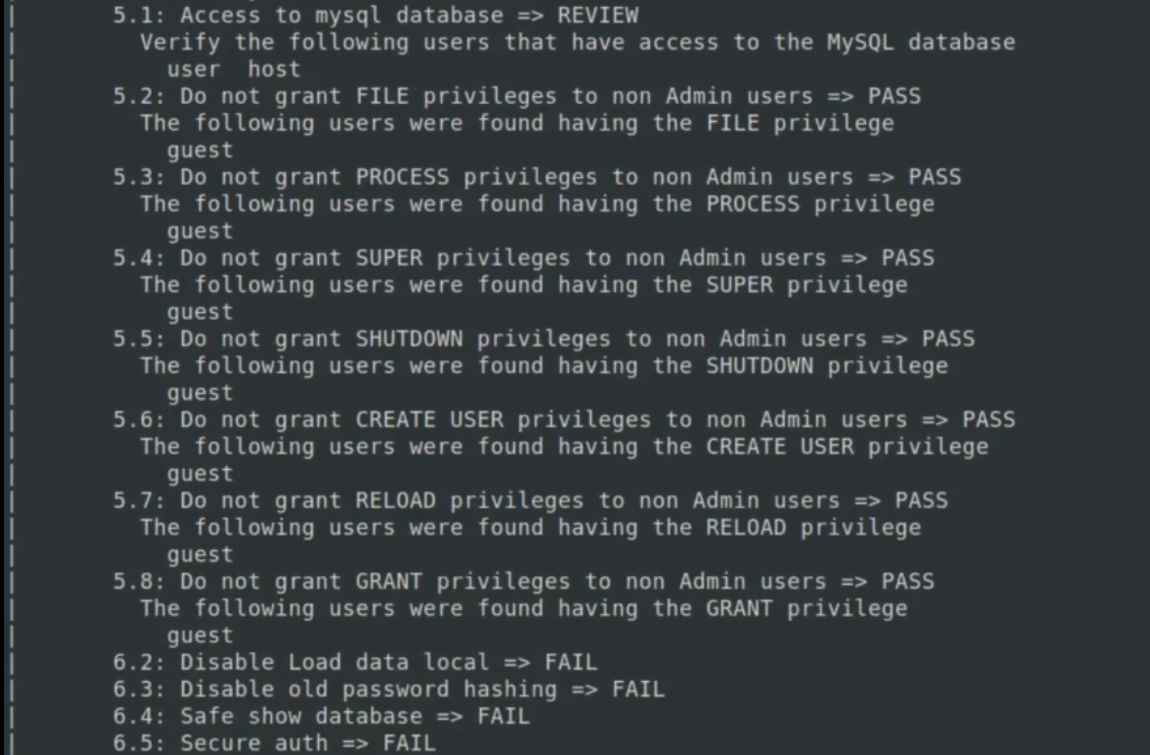 | 5.1: Access to mysql database => REVIEW
| Verify the following users that have access to the MySQL database
| user host
| 5.2: Do not grant FILE privileges to non Admin users => PASS
| The following users were found having the FILE privilege
| guest
| 5.3: Do not grant PROCESS privileges to non Admin users => PASS
| The following users were found having the PROCESS privilege
| guest
| 5.4: Do not grant SUPER privileges to non Admin users => PASS
| The following users were found having the SUPER privilege
| guest
| 5.5: Do not grant SHUTDOWN privileges to non Admin users => PASS
| The following users were found having the SHUTDOWN privilege
| guest
| 5.6: Do not grant CREATE USER privileges to non Admin users => PASS
| The following users were found having the CREATE USER privilege
| guest
| 5.7: Do not grant RELOAD privileges to non Admin users => PASS
| The following users were found having the RELOAD privilege
| guest
| 5.8: Do not grant GRANT privileges to non Admin users => PASS
| The following users were found having the GRANT privilege
| guest
| 6.2: Disable Load data local => FAIL
| 6.3: Disable old password hashing => FAIL
| 6.4: Safe show database => FAIL
| 6.5: Secure auth => FAIL